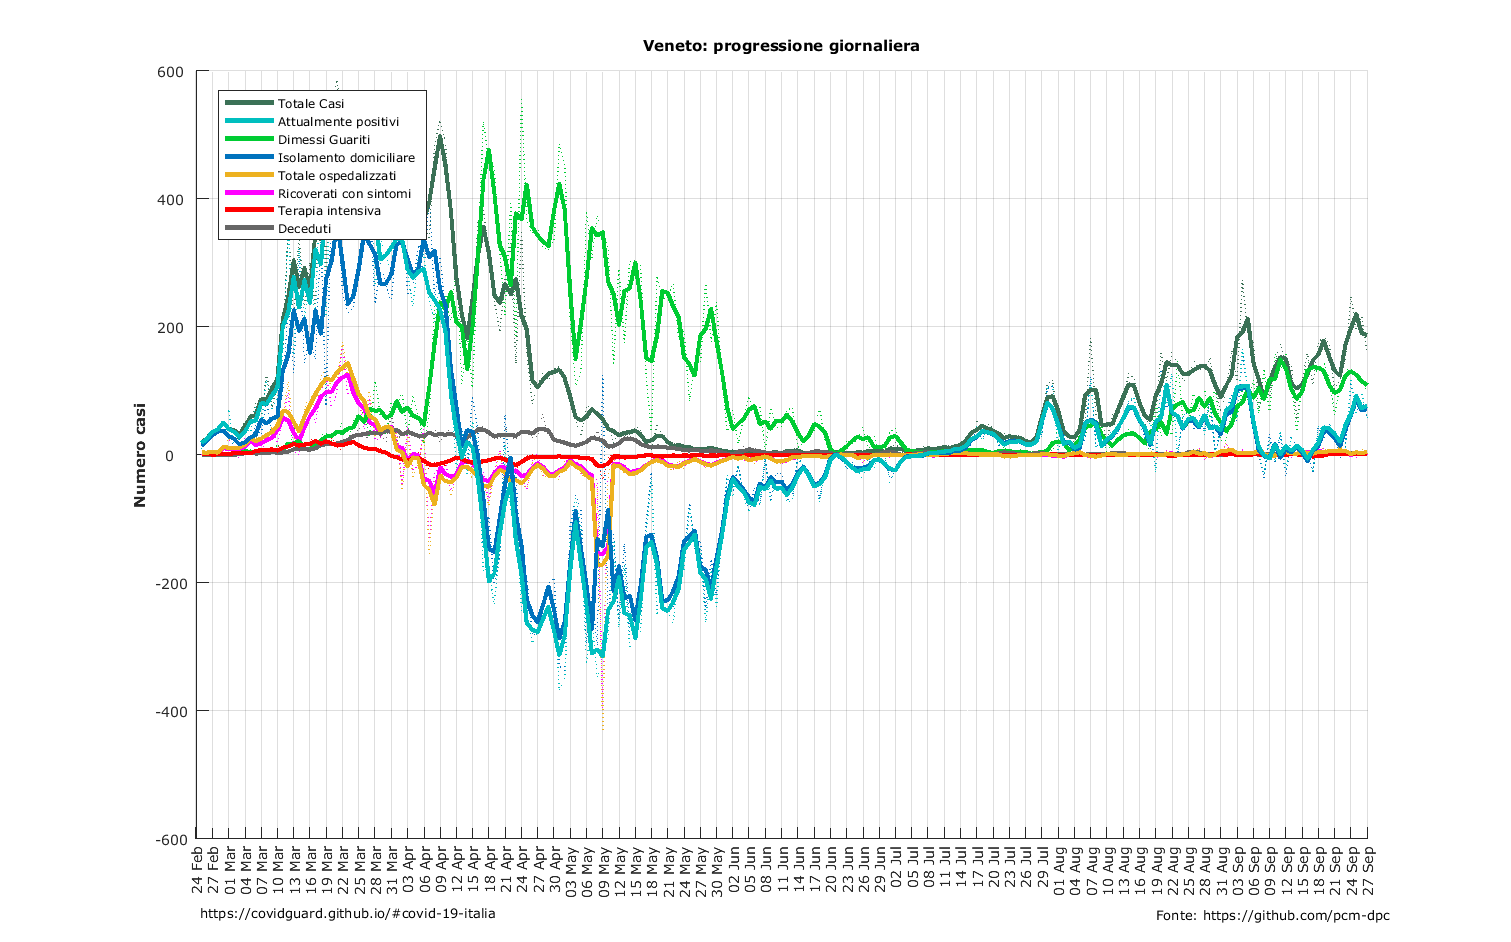 Veneto: progressione giornaliera
600
400
200
0
-200
-400
-600
Numero casi
Totale Casi
Attualmente positivi
Dimessi Guariti
Isolamento domiciliare
Totale ospedalizzati
Ricoverati con sintomi
Terapia intensiva
Deceduti
24 Feb
27 Feb
01 Mar
04 Mar
07 Mar
10 Mar
13 Mar
16 Mar
19 Mar
22 Mar
25 Mar
28 Mar
31 Mar
03 Apr
06 Apr
09 Apr
12 Apr
15 Apr
18 Apr
21 Apr
24 Apr
27 Apr
30 Apr
03 May
06 May
09 May
12 May
15 May
18 May
21 May
24 May
27 May
30 May
02 Jun
05 Jun
08 Jun
11 Jun
14 Jun
17 Jun
20 Jun
23 Jun
26 Jun
29 Jun
02 Jul
05 Jul
08 Jul
11 Jul
14 Jul
17 Jul
20 Jul
23 Jul
26 Jul
29 Jul
01 Aug
04 Aug
07 Aug
10 Aug
13 Aug
16 Aug
19 Aug
22 Aug
25 Aug
28 Aug
31 Aug
03 Sep
06 Sep
09 Sep
12 Sep
15 Sep
18 Sep
21 Sep
24 Sep
27 Sep
https://covidguard.github.io/#covid-19-italia
Fonte: https://github.com/pcm-dpc